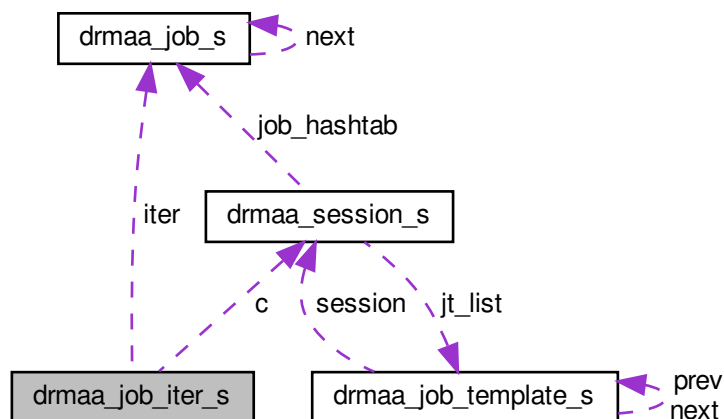 drmaa_job_s
next
job_hashtab
iter
drmaa_session_s
c
session
jt_list
drmaa_job_iter_s
drmaa_job_template_s
prev
next